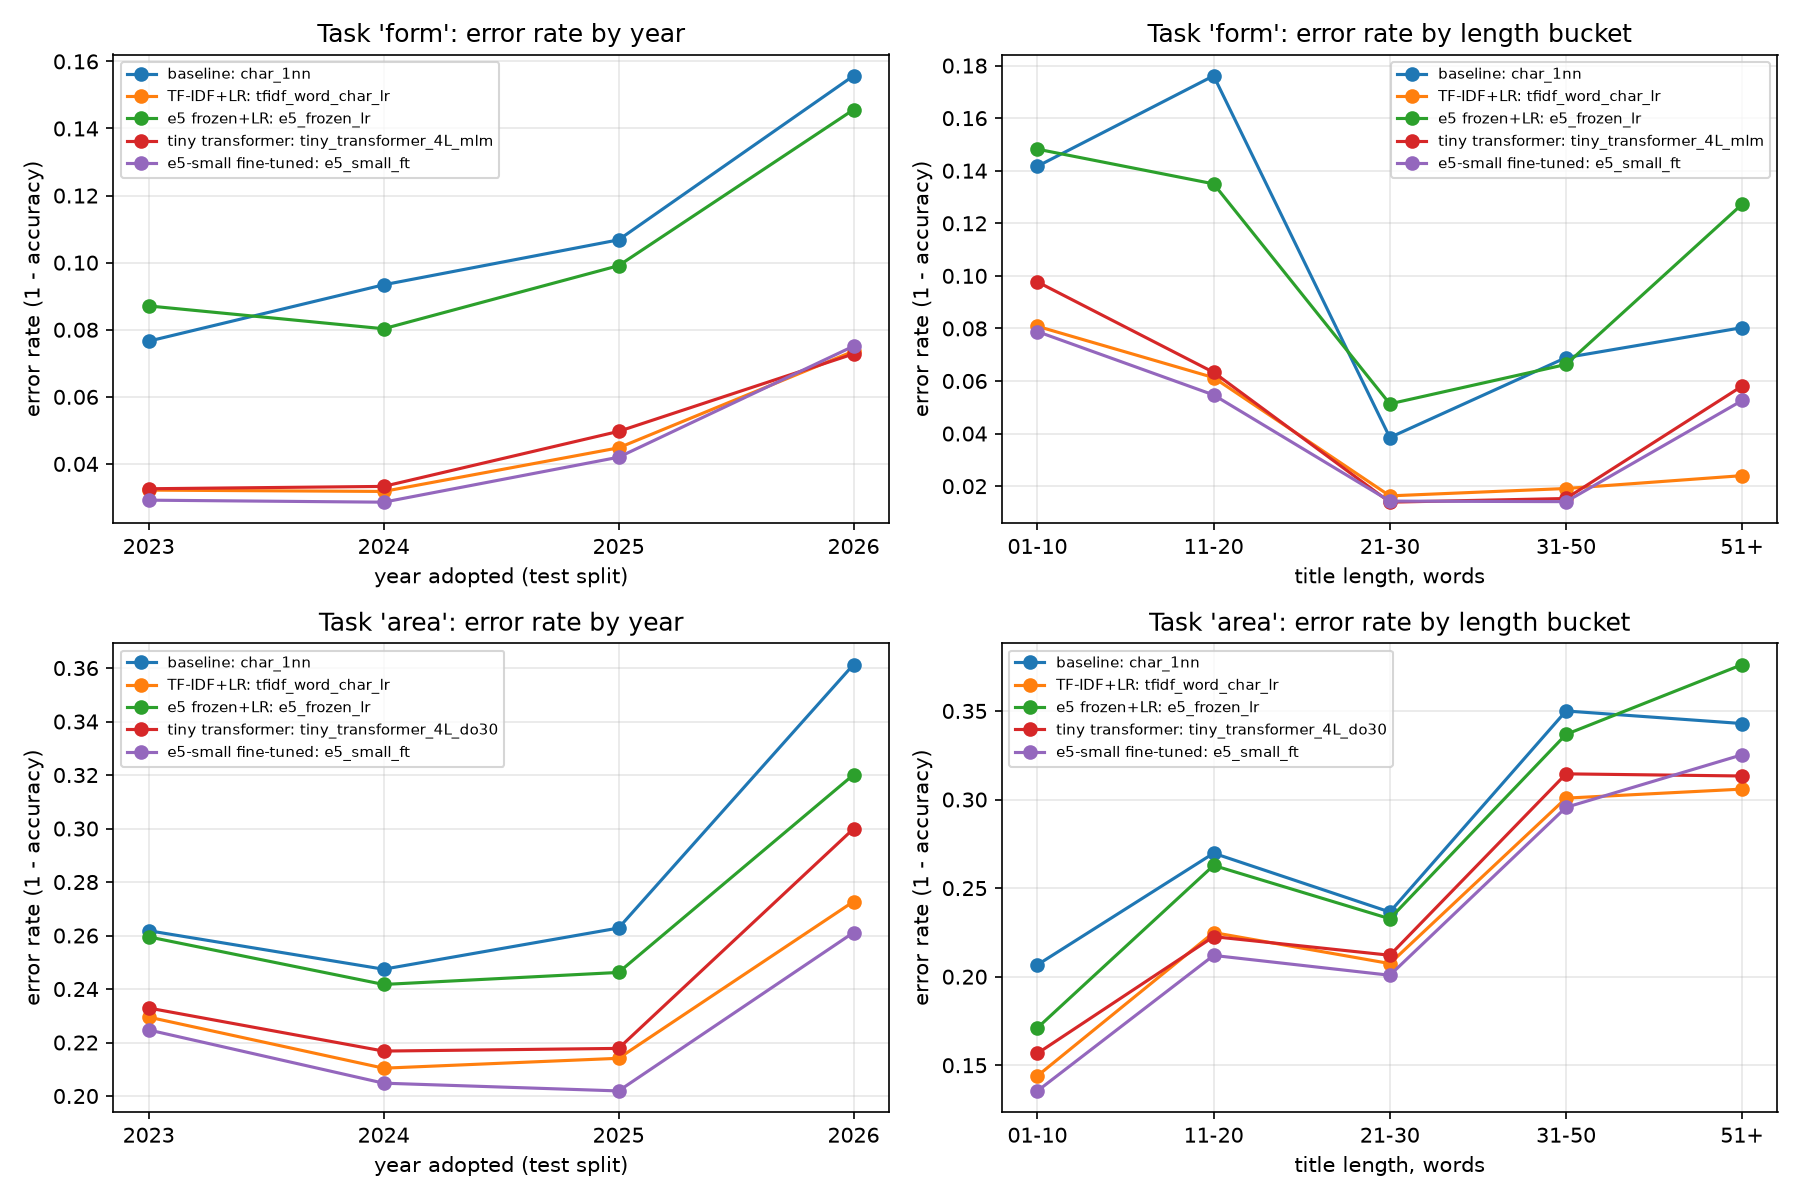 Task 'form': error rate by year
error rate (1 - accuracy)
0.16
0.14
0.12
0.10
0.08
0.06
0.04
baseline: char_1nn
TF-IDF+LR: tfidf_word_char_lr
e5 frozen+LR: e5_frozen_lr
tiny transformer: tiny_transformer_4L_mlm
e5-small fine-tuned: e5_small_ft
2023 2024 2025 2026
year adopted (test split)
Task 'form': error rate by length bucket
error rate (1 - accuracy)
0.18
0.16
0.14
0.12
0.10
0.08
0.06
0.04
0.02
baseline: char_1nn
TF-IDF+LR: tfidf_word_char_lr
e5 frozen+LR: e5_frozen_lr
tiny transformer: tiny_transformer_4L_mlm
e5-small fine-tuned: e5_small_ft
01-10 11-20 21-30 31-50 51+
title length, words
Task 'area': error rate by year
error rate (1 - accuracy)
0.36
0.34
0.32
0.30
0.28
0.26
0.24
0.22
0.20
baseline: char_1nn
TF-IDF+LR: tfidf_word_char_lr
e5 frozen+LR: e5_frozen_lr
tiny transformer: tiny_transformer_4L_do30
e5-small fine-tuned: e5_small_ft
2023 2024 2025 2026
year adopted (test split)
Task 'area': error rate by length bucket
error rate (1 - accuracy)
0.35
0.30
0.25
0.20
0.15
baseline: char_1nn
TF-IDF+LR: tfidf_word_char_lr
e5 frozen+LR: e5_frozen_lr
tiny transformer: tiny_transformer_4L_do30
e5-small fine-tuned: e5_small_ft
01-10 11-20 21-30 31-50 51+
title length, words